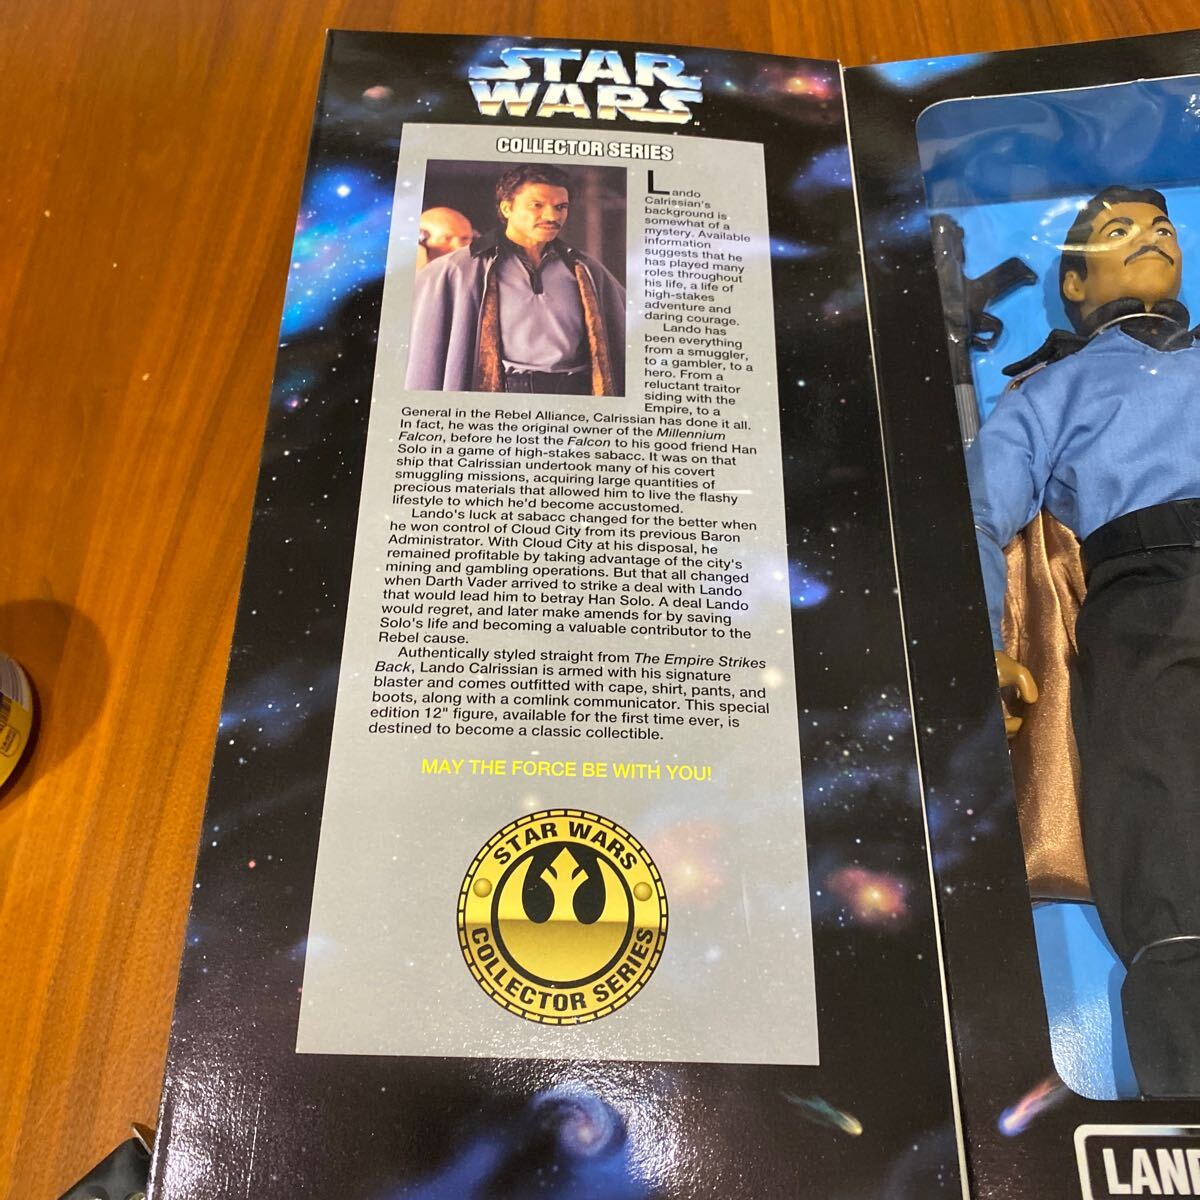 STAR
WARS
COLLECTOR SERIES
Lando
Calrissian's
background is
somewhat of a
mystery. Available
information
suggests that he
has played many
roles throughout
his life, a life of
high-stakes
adventure and
daring courage.
Lando has
been everything
from a smuggler,
to a gambler, to a
hero. From a
reluctant traitor
siding with the
Empire, to a
General in the Rebel Alliance, Calrissian has done it all.
In fact, he was the original owner of the Millennium
Falcon, before he lost the Falcon to his good friend Han
Solo in a game of high-stakes sabacc. It was on that
ship that Calrissian undertook many of his covert
smuggling missions, acquiring large quantities of
precious materials that allowed him to live the flashy
lifestyle to which he'd become accustomed.
Lando's luck at sabacc changed for the better when
he won control of Cloud City from its previous Baron
Administrator. With Cloud City at his disposal, he
remained profitable by taking advantage of the city's
mining and gambling operations. But that all changed
when Darth Vader arrived to strike a deal with Lando
that would lead him to betray Han Solo. A deal Lando
would regret, and later make amends for by saving
Solo's life and becoming a valuable contributor to the
Rebel cause.
Authentically styled straight from The Empire Strikes
Back, Lando Calrissian is armed with his signature
blaster and comes outfitted with cape, shirt, pants, and
boots, along with a comlink communicator. This special
edition 12" figure, available for the first time ever, is
destined to become a classic collectible.
MAY THE FORCE BE WITH YOU!
STAR WARS
COLLECTOR SERIES
LAND